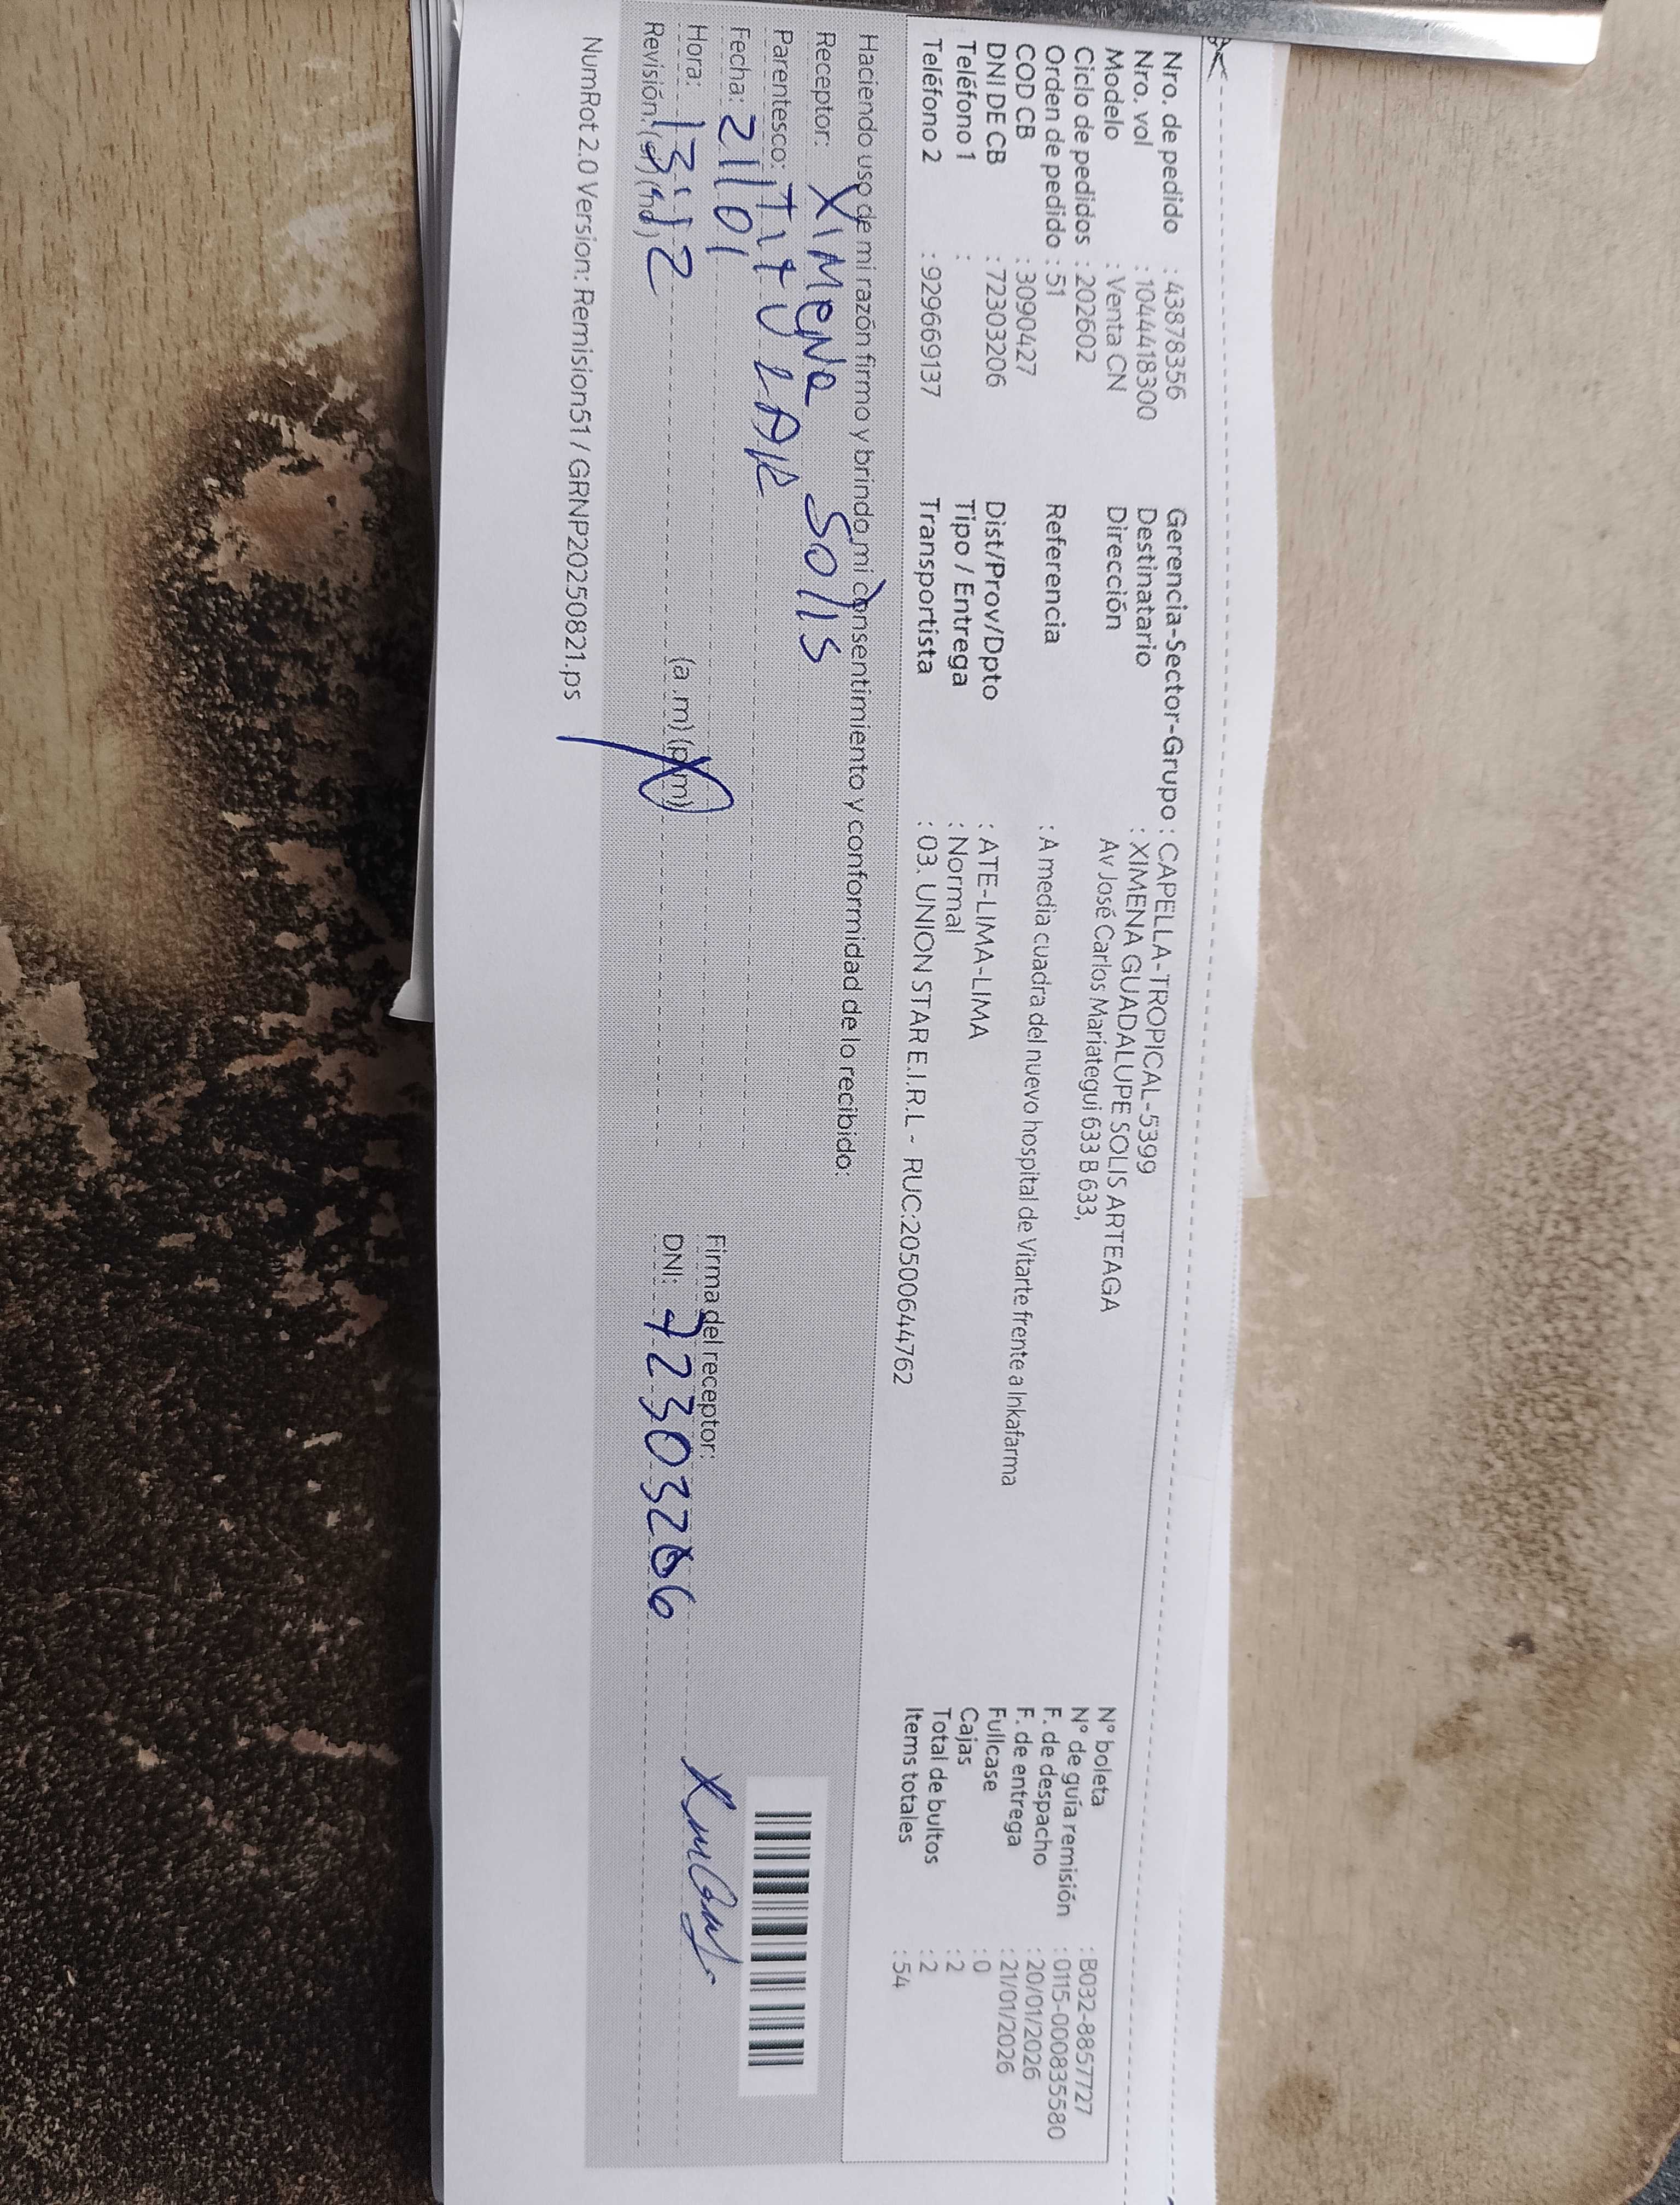 Nro. de pedido : 43878356
Nro. vol : 1044418300
Modelo : Venta CN
Ciclo de pedidos : 202602
Orden de pedido : 51
COD CB : 3090427
DNI DE CB : 72303206
Teléfono 1 :
Teléfono 2 : 929669137
Gerencia-Sector-Grupo : CAPELLA-TROPICAL-5399
Destinatario : XIMENA GUADALUPE SOLIS ARTEAGA
Dirección Av José Carlos Mariategui 633 B 633,
Referencia : A media cuadra del nuevo hospital de Vitarte frente a Inkafarma
Dist/Prov/Dpto : ATE-LIMA-LIMA
Tipo / Entrega : Normal
Transportista : 03. UNION STAR E.I.R.L - RUC:20500644762
N° boleta : B032-8857727
N° de guía remisión : 0115-000835580
F. de despacho : 20/01/2026
F. de entrega : 21/01/2026
Fullcase : 0
Cajas : 2
Total de bultos : 2
Items totales : 54
Haciendo uso de mi razón firmo y brindo mi consentimiento y conformidad de lo recibido:
Receptor: XIMENA SOLIS
Parentesco: TITULAR
Fecha: 21/01
Hora: 13:12 (a.m) (p.m)
Revisión:
Firma del receptor:
DNI: 72303206
NumRot 2.0 Version: Remision51 / GRNP20250821.ps